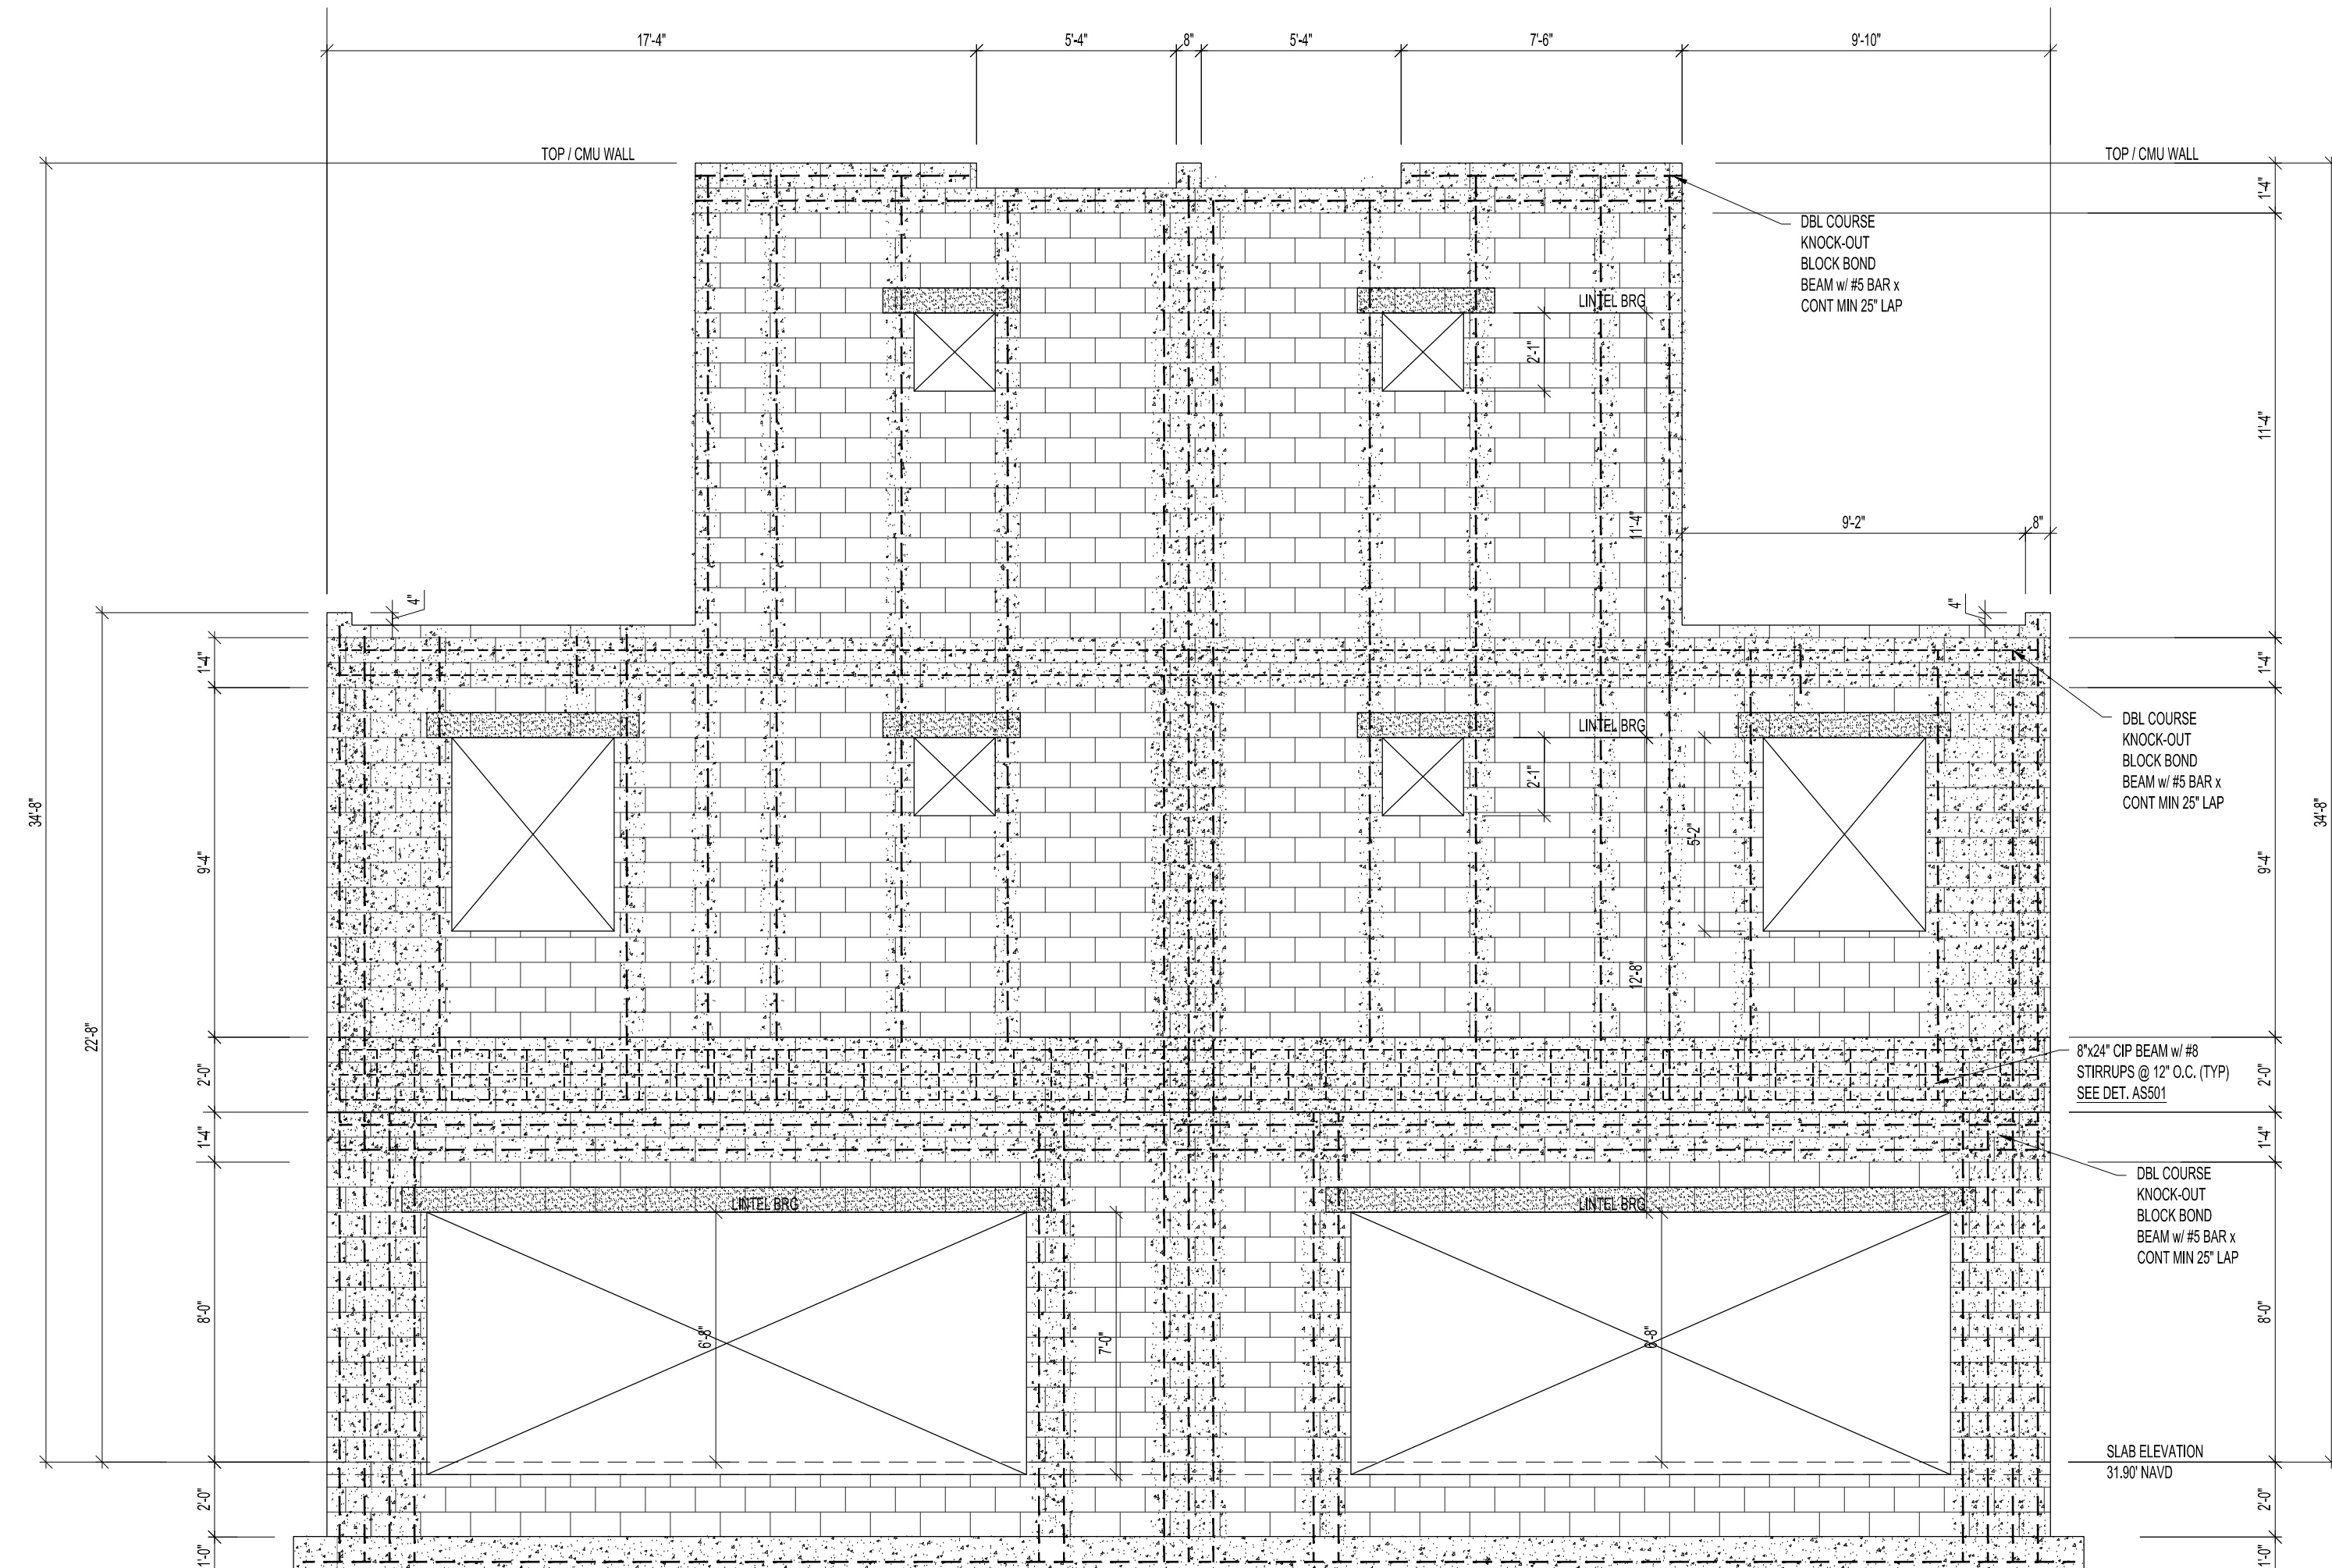 17'-4"
5'-4"
8"
5'-4"
7'-6"
9'-10"
TOP / CMU WALL
TOP / CMU WALL
1'-4"
DBL COURSE
KNOCK-OUT
BLOCK BOND
BEAM w/ #5 BAR x
CONT MIN 25" LAP
LINTEL BRG
2'-1"
11'-4"
11'-4"
9'-2"
8"
4"
4"
1'-4"
1'-4"
DBL COURSE
KNOCK-OUT
BLOCK BOND
BEAM w/ #5 BAR x
CONT MIN 25" LAP
LINTEL BRG
2'-1"
5'-2"
34'-8"
34'-8"
9'-4"
9'-4"
12'-8"
22'-8"
8"x24" CIP BEAM w/ #8
STIRRUPS @ 12" O.C. (TYP)
SEE DET. AS501
2'-0"
2'-0"
1'-4"
1'-4"
DBL COURSE
KNOCK-OUT
BLOCK BOND
BEAM w/ #5 BAR x
CONT MIN 25" LAP
LINTEL BRG
LINTEL BRG
8'-0"
6'-8"
7'-0"
6'-8"
8'-0"
SLAB ELEVATION
31.90' NAVD
2'-0"
2'-0"
1'-0"
1'-0"